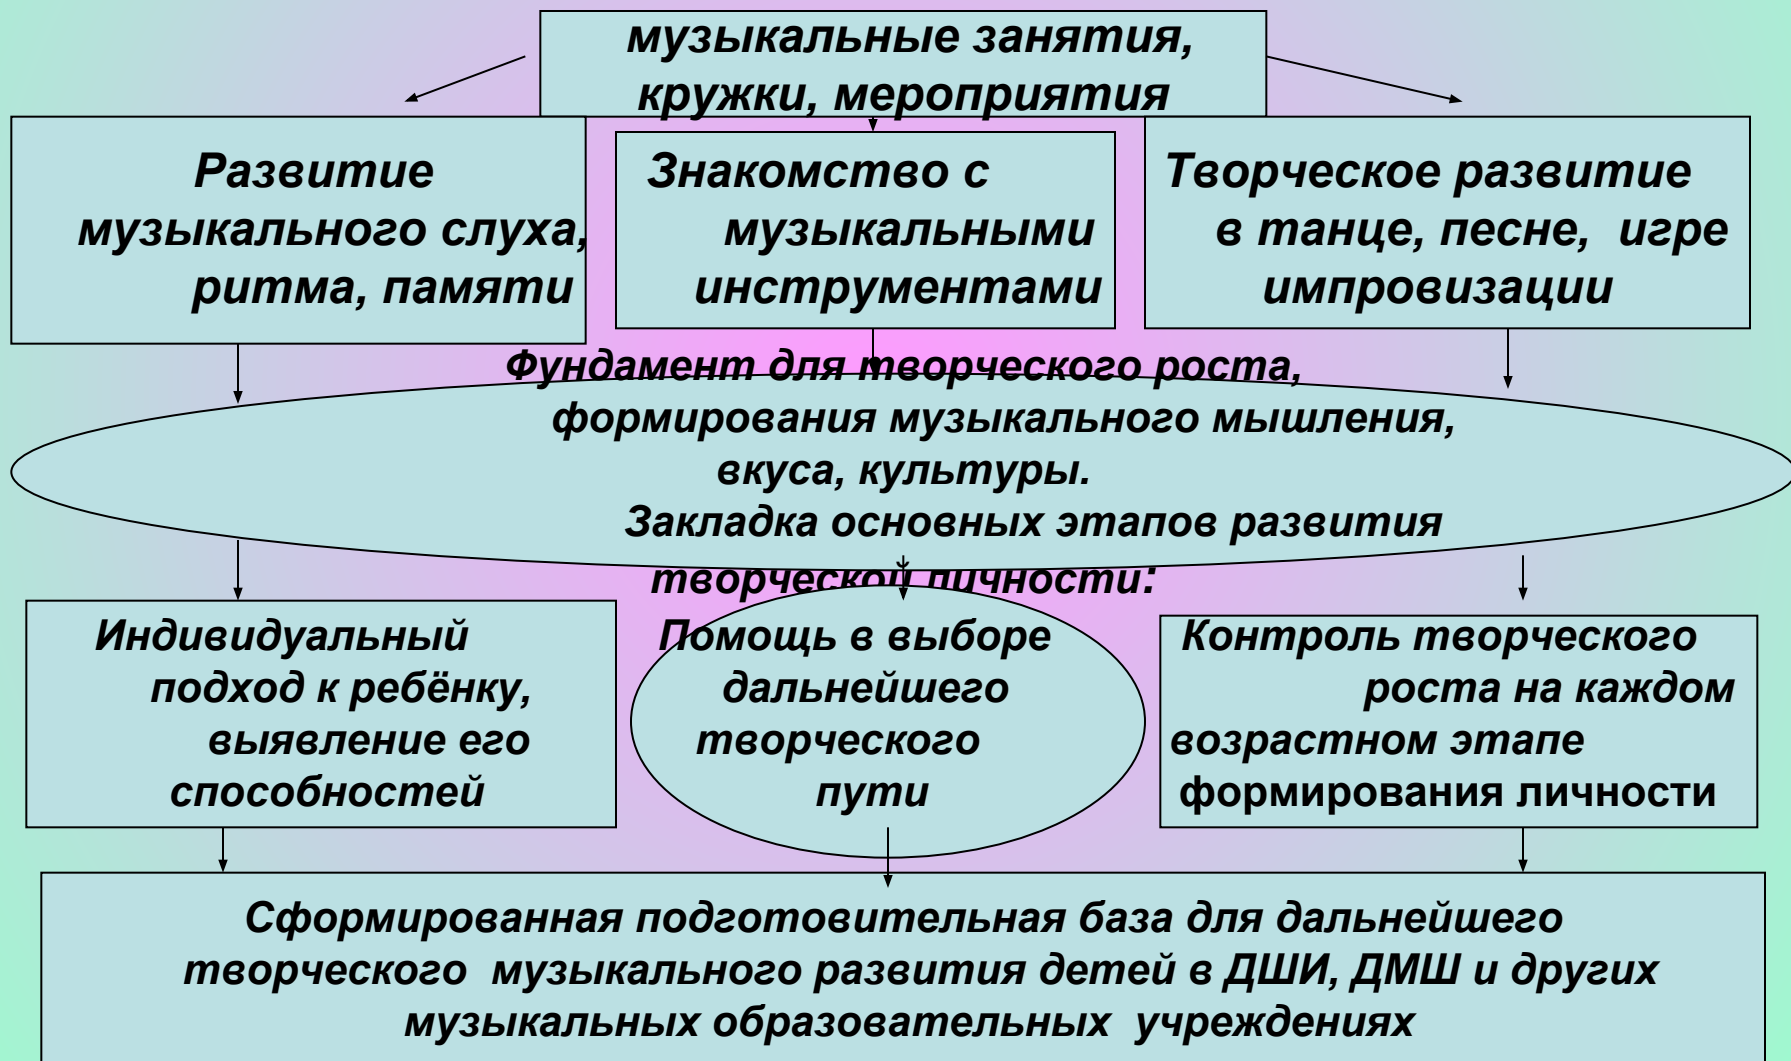 музыкальные занятия,
кружки, мероприятия
Развитие
музыкального слуха,
ритма, памяти
Знакомство с
музыкальными
инструментами
Творческое развитие
в танце, песне, игре
импровизации
Фундамент для творческого роста,
формирования музыкального мышления,
вкуса, культуры.
Закладка основных этапов развития
творческой личности:
Индивидуальный
подход к ребёнку,
выявление его
способностей
Помощь в выборе
дальнейшего
творческого
пути
Контроль творческого
роста на каждом
возрастном этапе
формирования личности
Сформированная подготовительная база для дальнейшего
творческого музыкального развития детей в ДШИ, ДМШ и других
музыкальных образовательных учреждениях